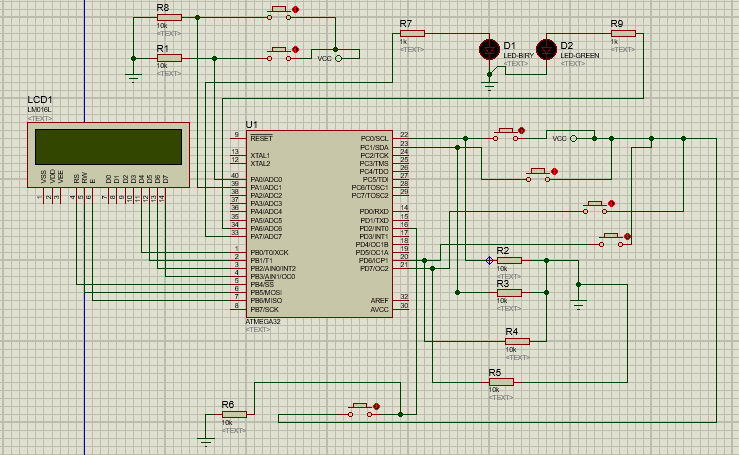 R8
10k
<TEXT>
R1
10k
<TEXT>
VCC
R7
1k
<TEXT>
D1
LED-BIRY
<TEXT>
D2
LED-GREEN
<TEXT>
R9
1k
<TEXT>
LCD1
LM016L
<TEXT>
VSS VDD VEE RS RW E D0 D1 D2 D3 D4 D5 D6 D7
1 2 3 4 5 6 7 8 9 10 11 12 13 14
U1
9 RESET PC0/SCL 22
PC1/SDA 23
13 XTAL1 PC2/TCK 24
12 XTAL2 PC3/TMS 25
PC4/TDO 26
40 PA0/ADC0 PC5/TDI 27
39 PA1/ADC1 PC6/TOSC1 28
38 PA2/ADC2 PC7/TOSC2 29
37 PA3/ADC3
36 PA4/ADC4 PD0/RXD 14
35 PA5/ADC5 PD1/TXD 15
34 PA6/ADC6 PD2/INT0 16
33 PA7/ADC7 PD3/INT1 17
PD4/OC1B 18
1 PB0/T0/XCK PD5/OC1A 19
2 PB1/T1 PD6/ICP1 20
3 PB2/AIN0/INT2 PD7/OC2 21
4 PB3/AIN1/OC0
5 PB4/SS
6 PB5/MOSI
7 PB6/MISO AREF 32
8 PB7/SCK AVCC 30
ATMEGA32
<TEXT>
VCC
<TEXT>
<TEXT>
<TEXT>
<TEXT>
R2
10k
<TEXT>
R3
10k
<TEXT>
R4
10k
<TEXT>
R5
10k
<TEXT>
R6
10k
<TEXT>
<TEXT>